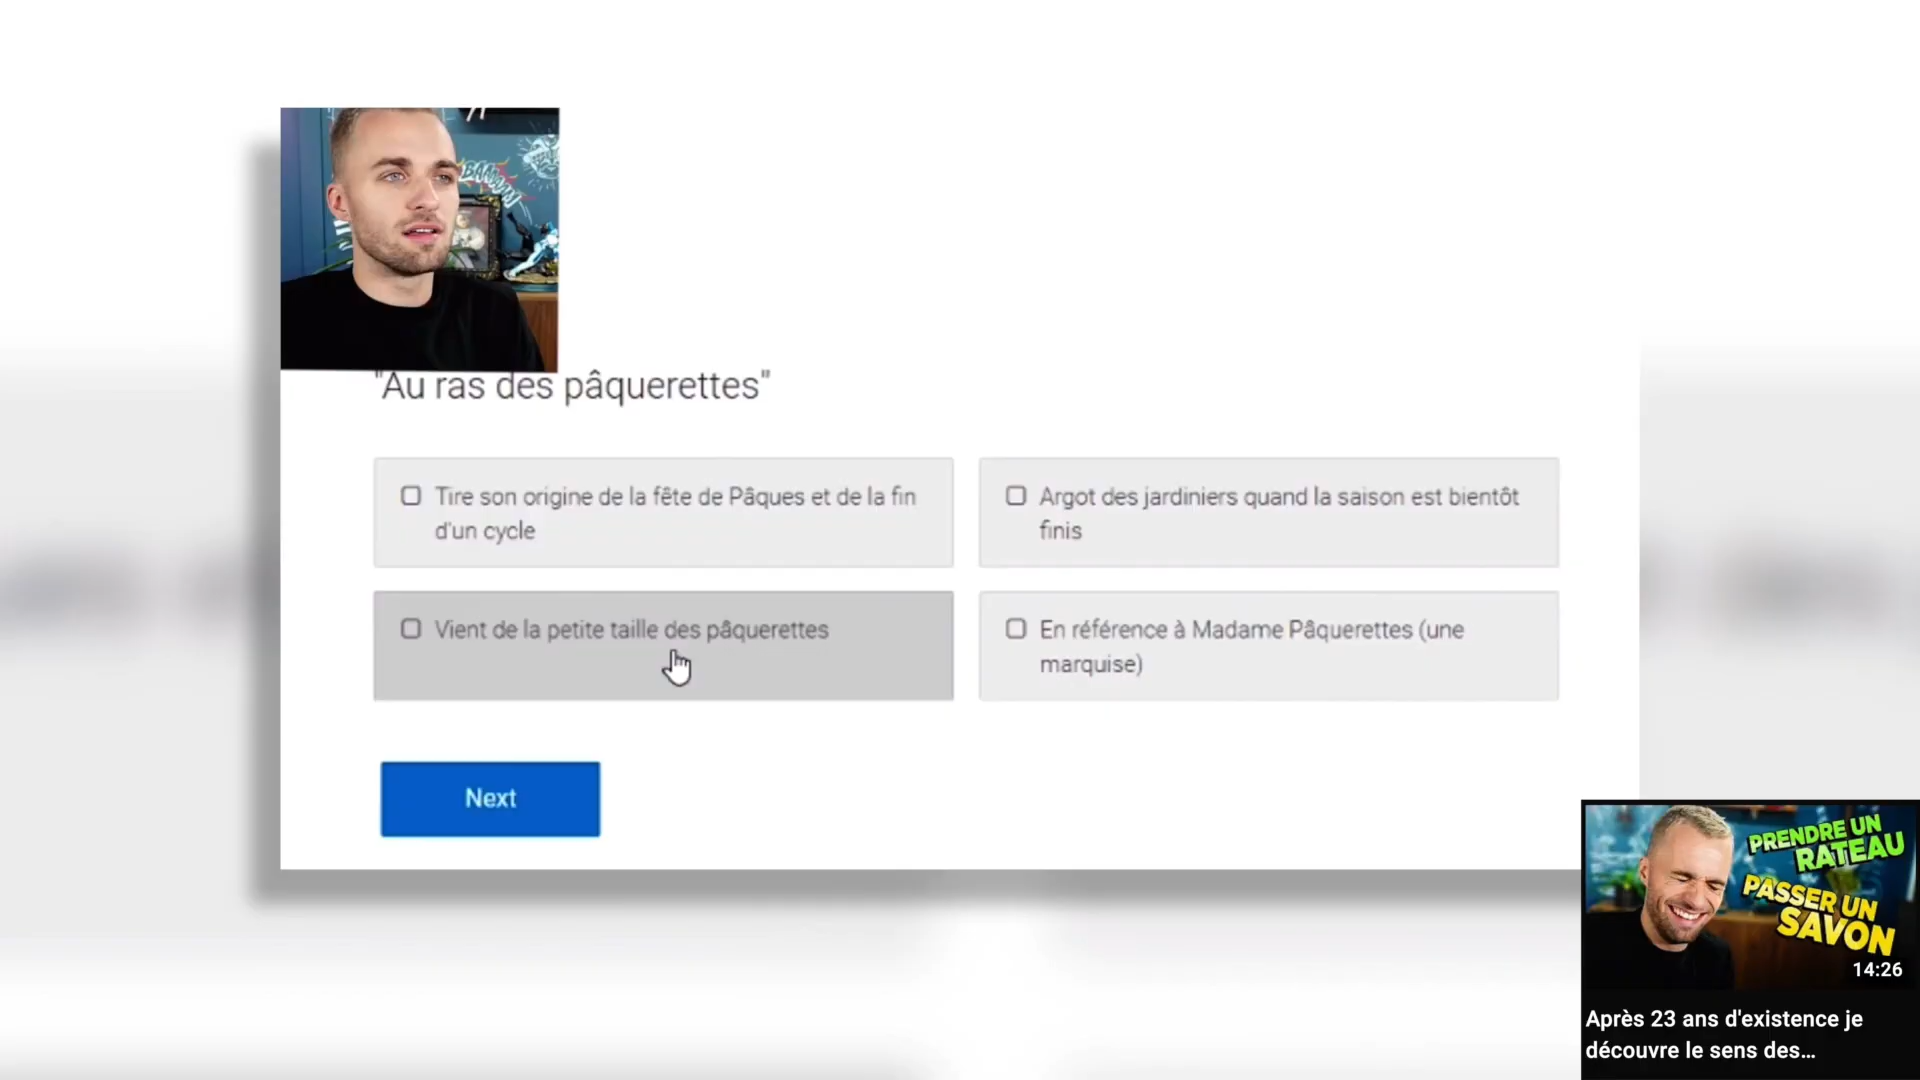 BAMMM
"Au ras des pâquerettes"
Tire son origine de la fête de Pâques et de la fin
d'un cycle
Argot des jardiniers quand la saison est bientôt
finis
Vient de la petite taille des pâquerettes
En référence à Madame Pâquerettes (une
marquise)
Next
PRENDRE UN
RATEAU
PASSER UN
SAVON
14:26
Après 23 ans d'existence je
découvre le sens des...